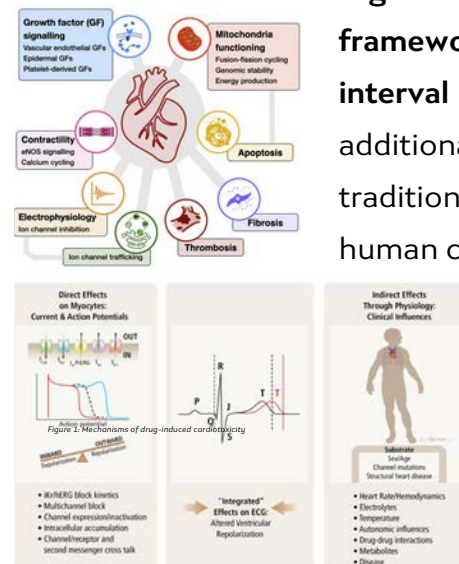 Growth factor (GF)
signalling
Vascular endothelial GFs
Epidermal GFs
Platelet-derived GFs
Mitochondria
functioning
Fusion-fission cycling
Genomic stability
Energy production
Contractility
eNOS signalling
Calcium cycling
Apoptosis
Electrophysiology
Ion channel inhibition
Fibrosis
Ion channel trafficking
Thrombosis
interval
additiona
tradition
human c
Direct Effects
on Myocytes:
Current & Action Potentials
OUT
IN
Action potential
Figure 1: Mechanisms of drug-induced cardiotoxicity
INWARD
Depolarization
OUTWARD
Repolarization
• IKr/hERG block kinetics
• Multichannel block
• Channel expression/inactivation
• Intracellular accumulation
• Channel/receptor and
second messenger cross talk
P
R
Q
S
J
T
T
"Integrated"
Effects on ECG:
Altered Ventricular
Repolarization
Indirect Effects
Through Physiology:
Clinical Influences
Substrate
Sex/Age
Channel mutations
Structural heart disease
• Heart Rate/Hemodynamics
• Electrolytes
• Temperature
• Autonomic influences
• Drug-drug interactions
• Metabolites
• Disease